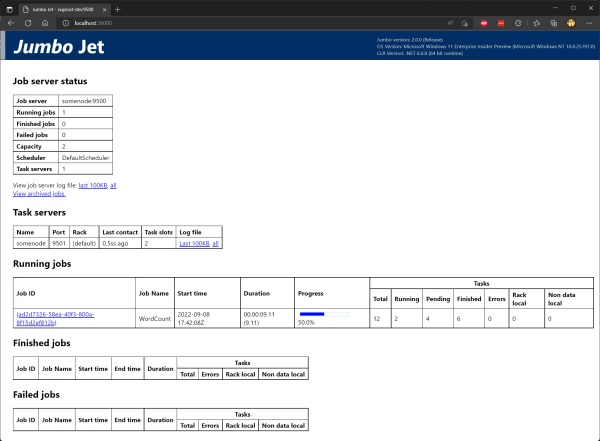 Jumbo Jet - ssgroot-dev:9500
localhost:36000
Jumbo Jet
Jumbo version: 2.0.0 (Release)
OS Version: Microsoft Windows 11 Enterprise Insider Preview (Microsoft Windows NT 10.0.25197.0)
CLR Version: .NET 6.0.8 (64 bit runtime)
Job server status
Job server somenode:9500
Running jobs 1
Finished jobs 0
Failed jobs 0
Capacity 2
Scheduler DefaultScheduler
Task servers 1
View job server log file: last 100KB, all
View archived jobs.
Task servers
Name Port Rack Last contact Task slots Log file
somenode 9501 (default) 0.5ss ago 2 Last 100KB, all
Running jobs
Tasks
Job ID Job Name Start time Duration Progress
Total Running Pending Finished Errors Rack local Non data local
{ad2d7326-58ea-40f3-800a-
8f15d2ef812b} WordCount 2022-09-08
17:42:08Z 00:00:09.11
(9.11) 50.0% 12 2 4 6 0 0 0
Finished jobs
Tasks
Job ID Job Name Start time End time Duration
Total Errors Rack local Non data local
Failed jobs
Tasks
Job ID Job Name Start time End time Duration
Total Errors Rack local Non data local